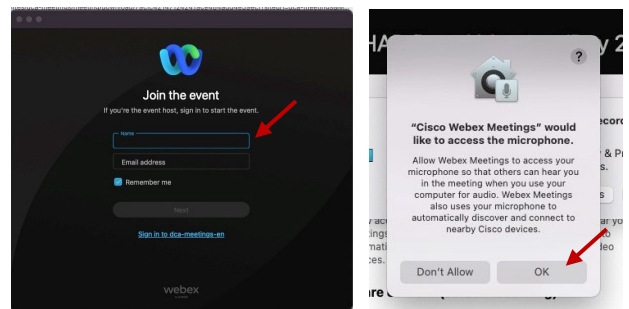 Join the event
If you're the event host, sign in to start the event.
Name
Email address
Remember me
Next
Sign in to dca-meetings-en
webex
?
"Cisco Webex Meetings" would
like to access the microphone.
Allow Webex Meetings to access your
microphone so that others can hear you
in the meeting when you use your
computer for audio. Webex Meetings
also uses your microphone to
automatically discover and connect to
nearby Cisco devices.
Don't Allow
OK